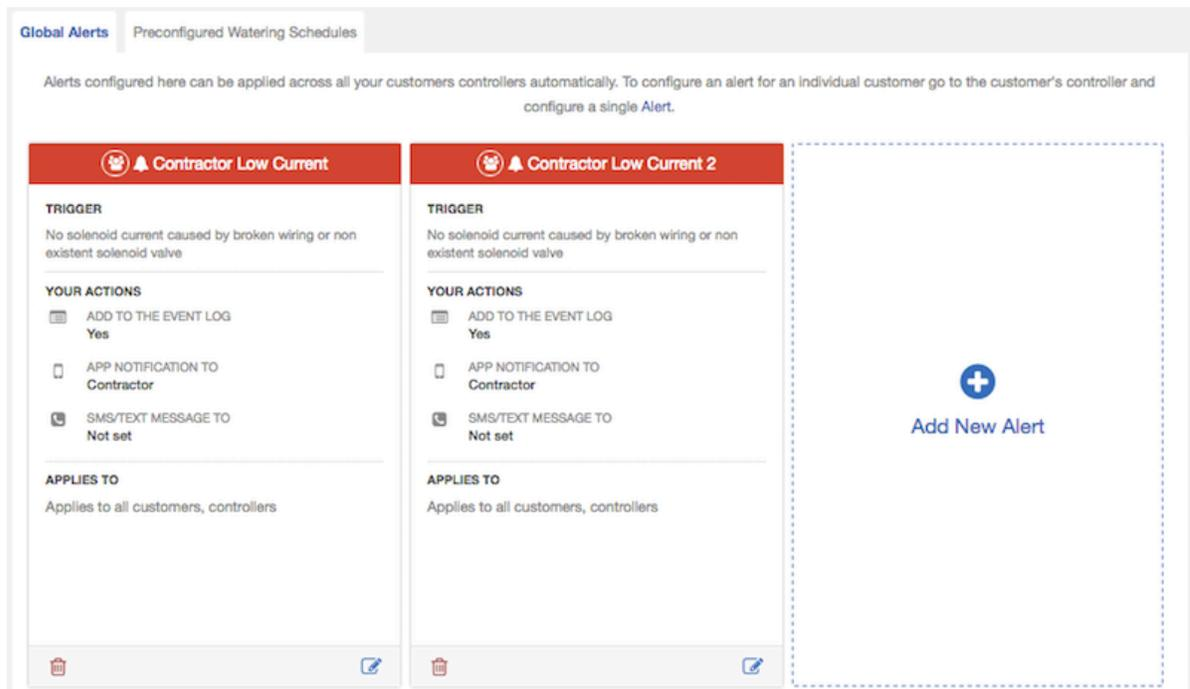 Global Alerts
Preconfigured Watering Schedules
Alerts configured here can be applied across all your customers controllers automatically. To configure an alert for an individual customer go to the customer's controller and
configure a single Alert.
Contractor Low Current
TRIGGER
No solenoid current caused by broken wiring or non
existent solenoid valve
YOUR ACTIONS
ADD TO THE EVENT LOG
Yes
APP NOTIFICATION TO
Contractor
SMS/TEXT MESSAGE TO
Not set
APPLIES TO
Applies to all customers, controllers
Contractor Low Current 2
TRIGGER
No solenoid current caused by broken wiring or non
existent solenoid valve
YOUR ACTIONS
ADD TO THE EVENT LOG
Yes
APP NOTIFICATION TO
Contractor
SMS/TEXT MESSAGE TO
Not set
APPLIES TO
Applies to all customers, controllers
Add New Alert